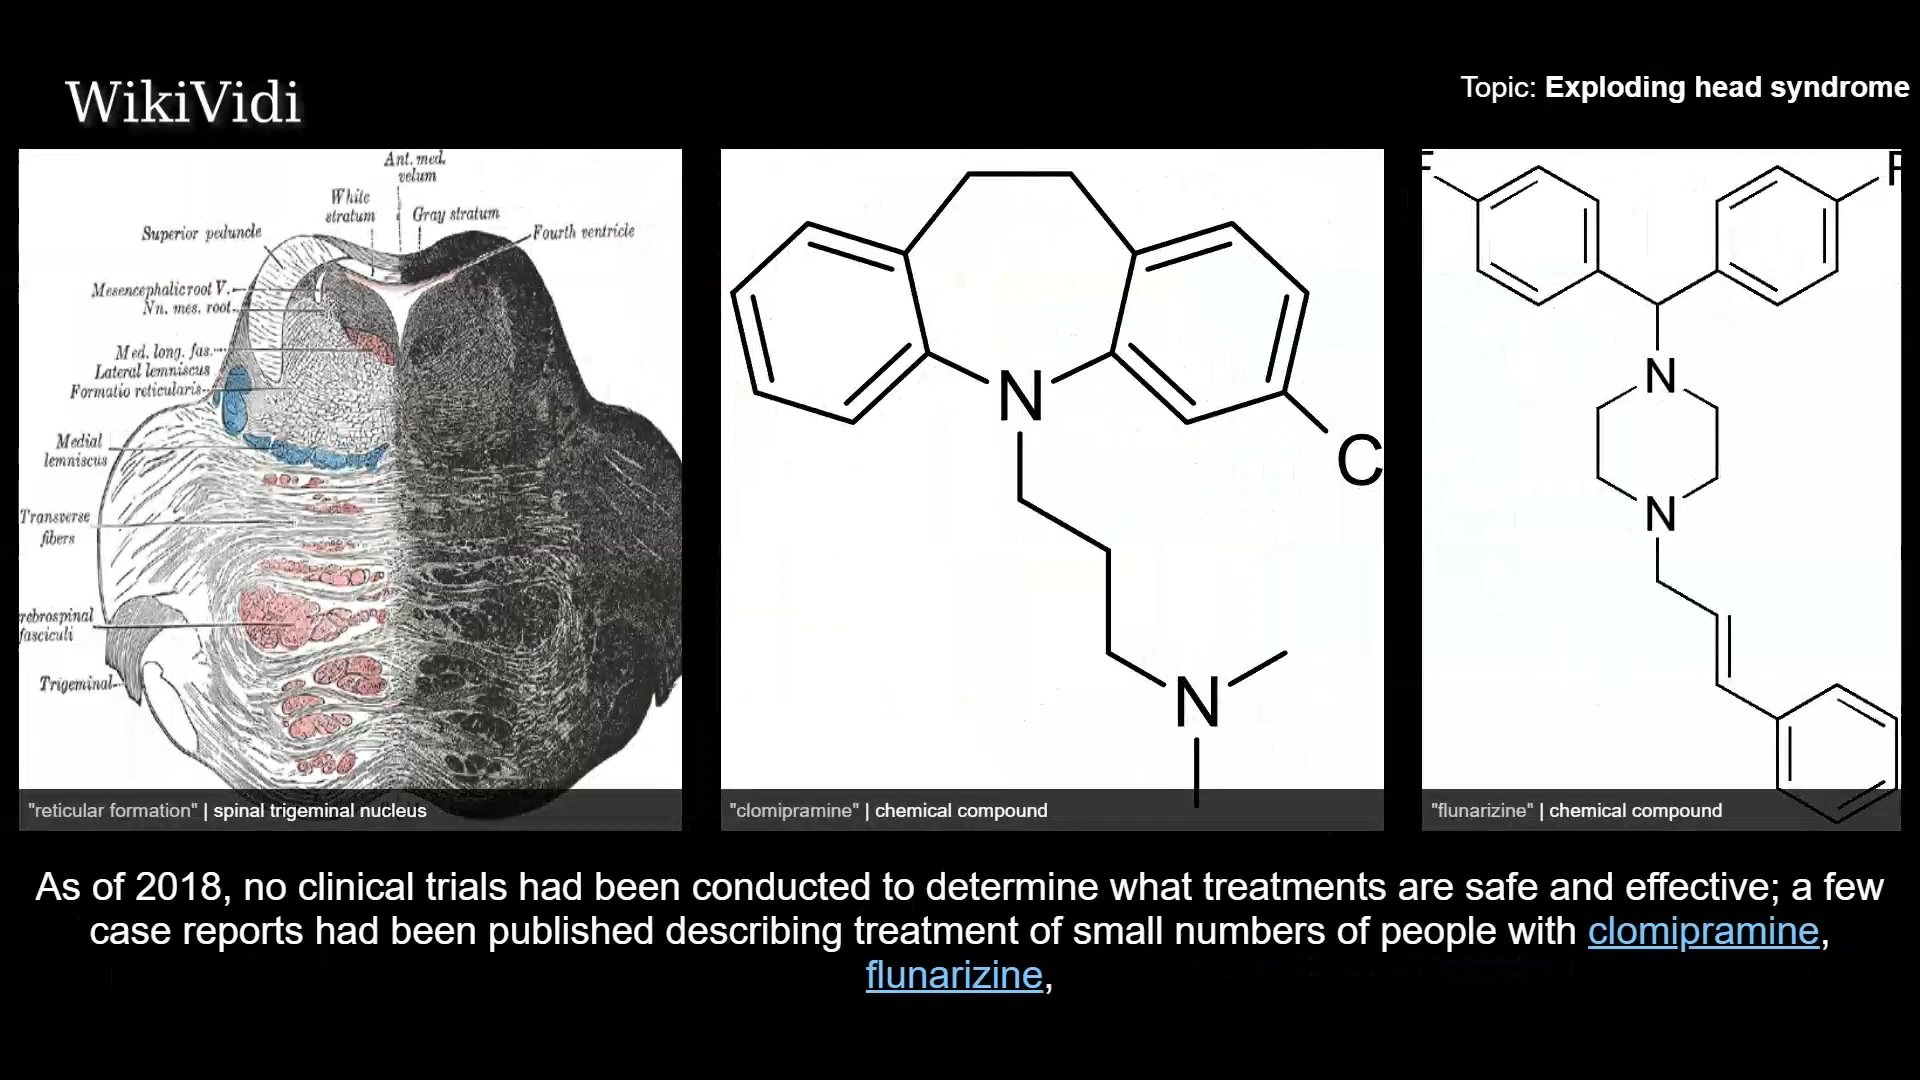 WikiVidi
Topic: Exploding head syndrome
Ant. med.
velum
White
stratum
Gray stratum
Superior peduncle
Fourth ventricle
Mesencephalic root V.
Nn. mes. root
Med. long. fas.
Lateral lemniscus
Formatio reticularis
Medial
lemniscus
Transverse
fibers
rebrospinal
fasciculi
Trigeminal
"reticular formation" | spinal trigeminal nucleus
N
C
N
"clomipramine" | chemical compound
F
F
N
N
"flunarizine" | chemical compound
As of 2018, no clinical trials had been conducted to determine what treatments are safe and effective; a few
case reports had been published describing treatment of small numbers of people with clomipramine,
flunarizine,